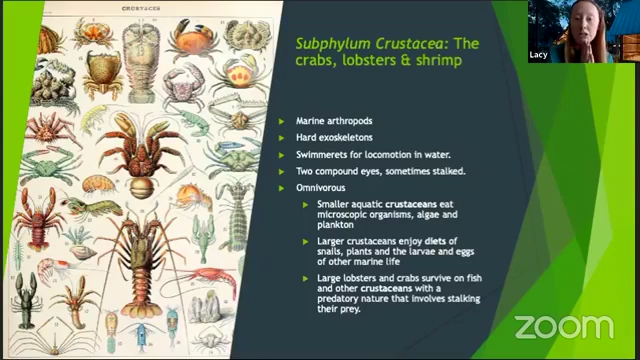 CRUSTACES
Subphylum Crustacea: The
crabs, lobsters & shrimp
Marine arthropods
Hard exoskeletons
Swimmerets for locomotion in water.
Two compound eyes, sometimes stalked.
Omnivorous
Smaller aquatic crustaceans eat
microscopic organisms, algae and
plankton
Larger crustaceans enjoy diets of
snails, plants and the larvae and eggs
of other marine life
Large lobsters and crabs survive on fish
and other crustaceans with a
predatory nature that involves stalking
their prey.
Lacy
zoom